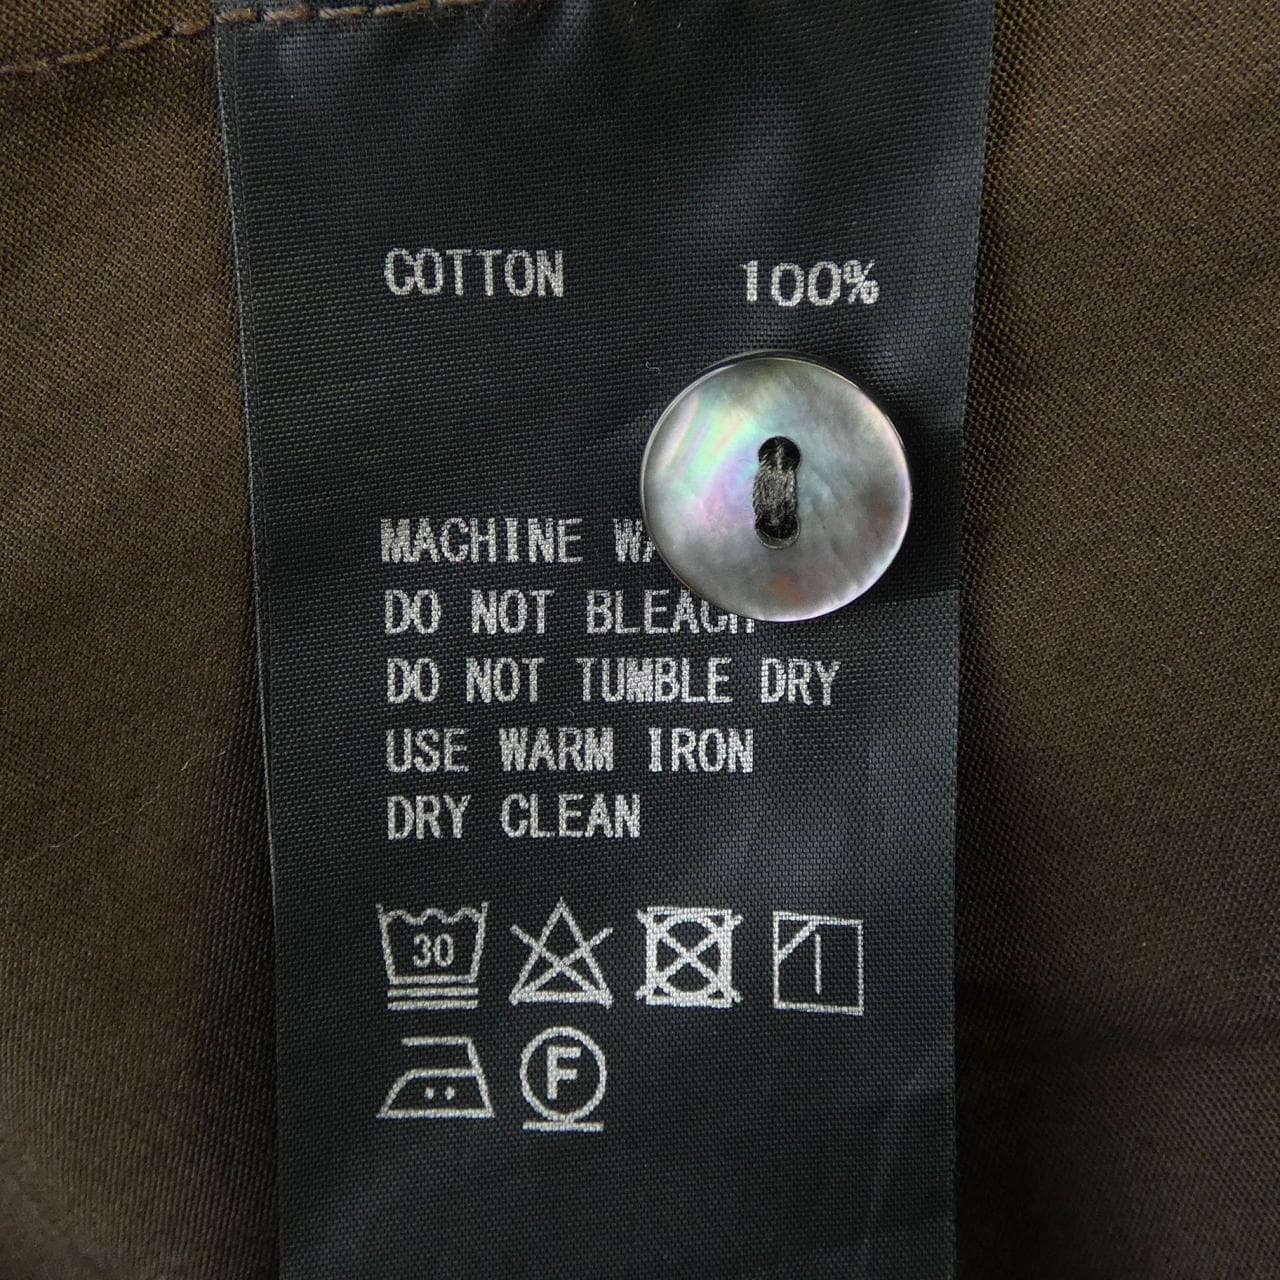 COTTON 100%
MACHINE
DO NOT BLEACH
DO NOT TUMBLE DRY
USE WARM IRON
DRY CLEAN
30
F